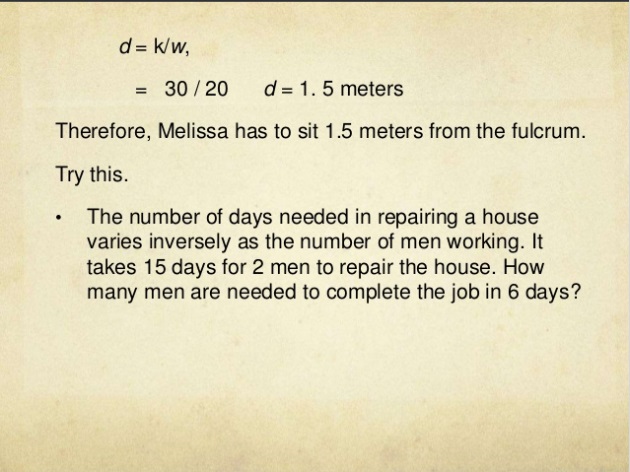 d = k/w,
= 30 / 20 d = 1. 5 meters
Therefore, Melissa has to sit 1.5 meters from the fulcrum.
Try this.
• The number of days needed in repairing a house
varies inversely as the number of men working. It
takes 15 days for 2 men to repair the house. How
many men are needed to complete the job in 6 days?